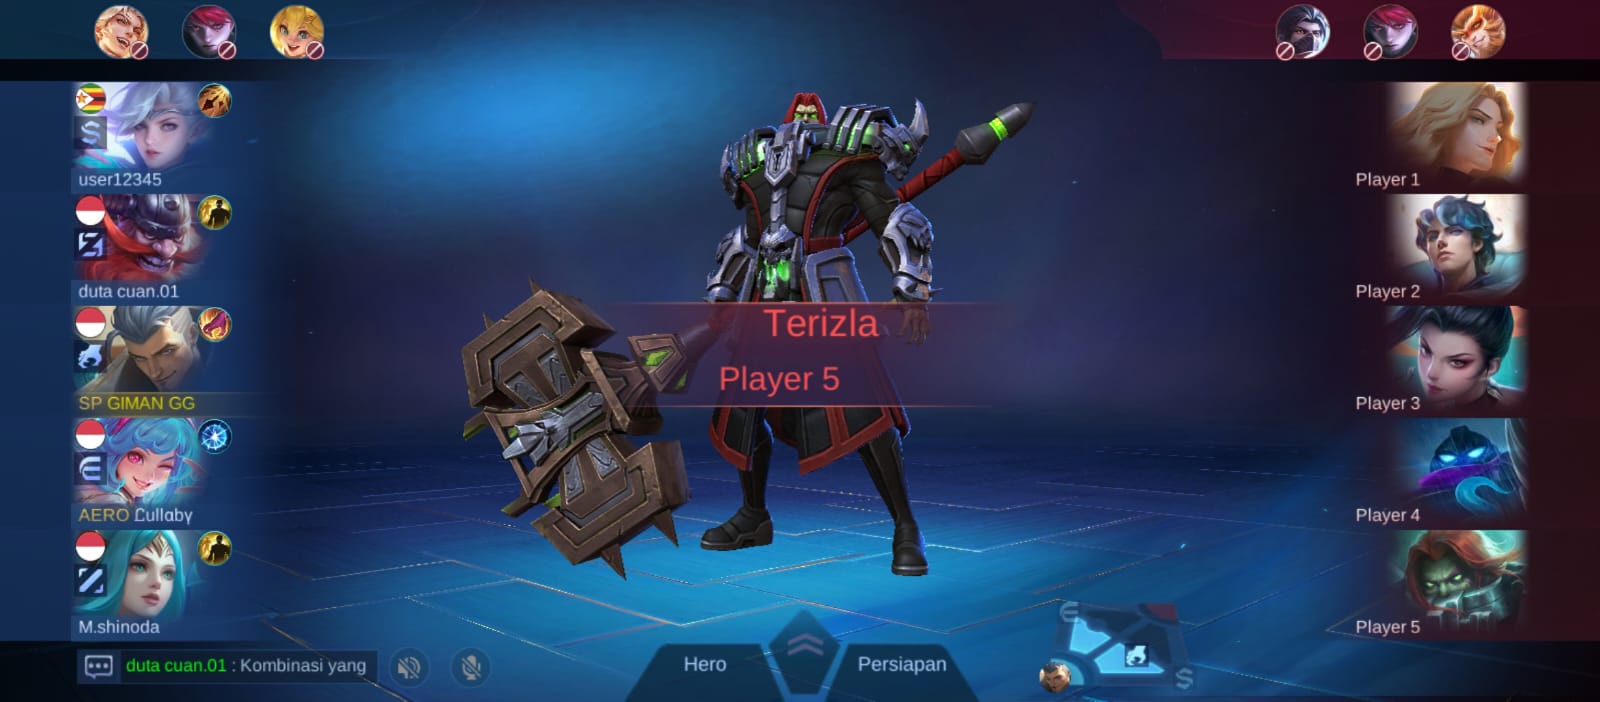 user12345
duta cuan.01
SP GIMAN GG
AERO Ոսllαbγ
M.shinoda
Terizla
Player 5
Player 1
Player 2
Player 3
Player 4
Player 5
duta cuan.01 : Kombinasi yang
Hero
Persiapan